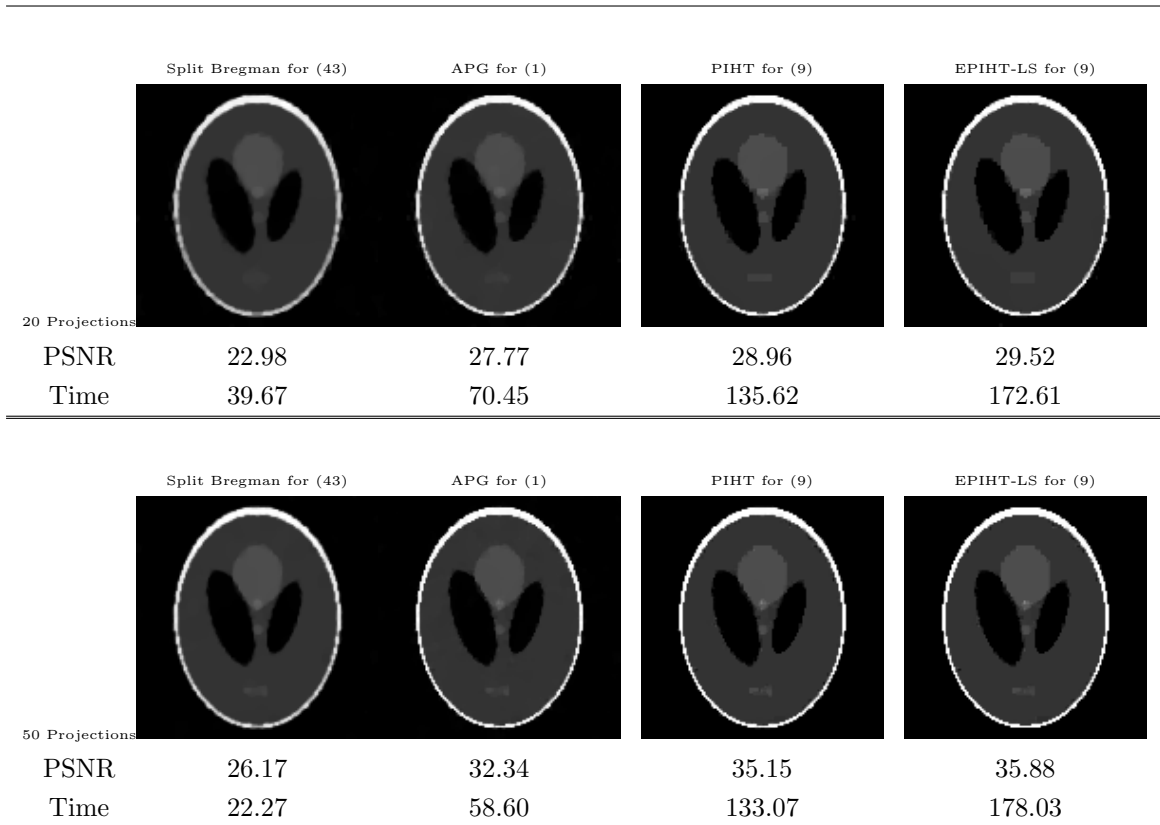 Split Bregman for (43) APG for (1) PIHT for (9) EPIHT-LS for (9)
20 Projections
PSNR 22.98 27.77 28.96 29.52
Time 39.67 70.45 135.62 172.61
Split Bregman for (43) APG for (1) PIHT for (9) EPIHT-LS for (9)
50 Projections
PSNR 26.17 32.34 35.15 35.88
Time 22.27 58.60 133.07 178.03